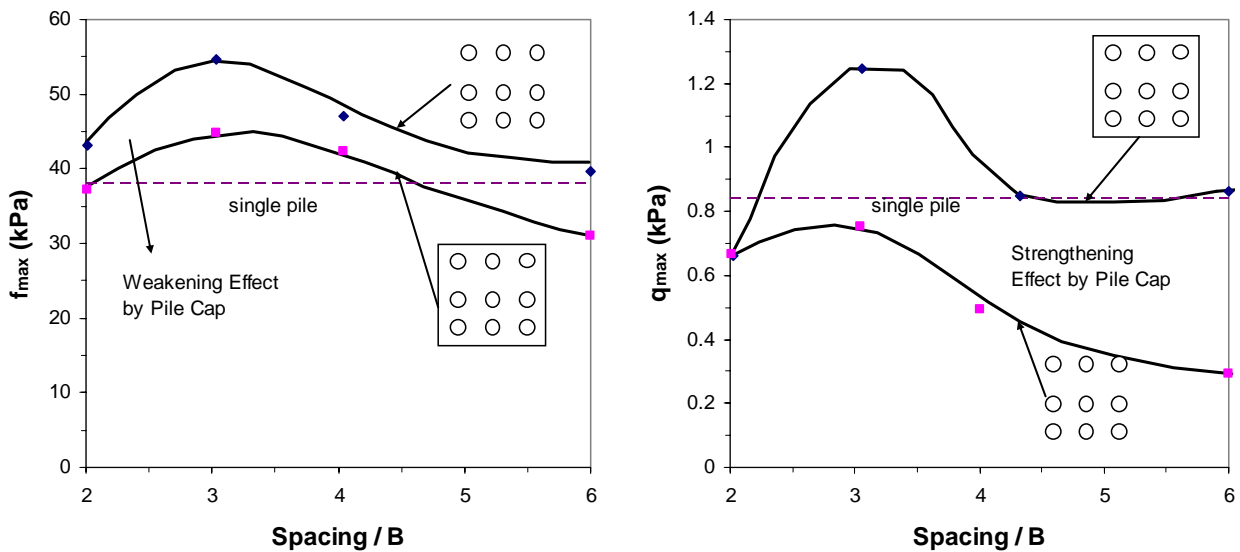 60
50
40
30
20
10
0
f max (kPa)
single pile
Weakening Effect
by Pile Cap
2 3 4 5 6
Spacing / B
1.4
1.2
1
0.8
0.6
0.4
0.2
0
q max (kPa)
single pile
Strengthening
Effect by Pile Cap
2 3 4 5 6
Spacing / B